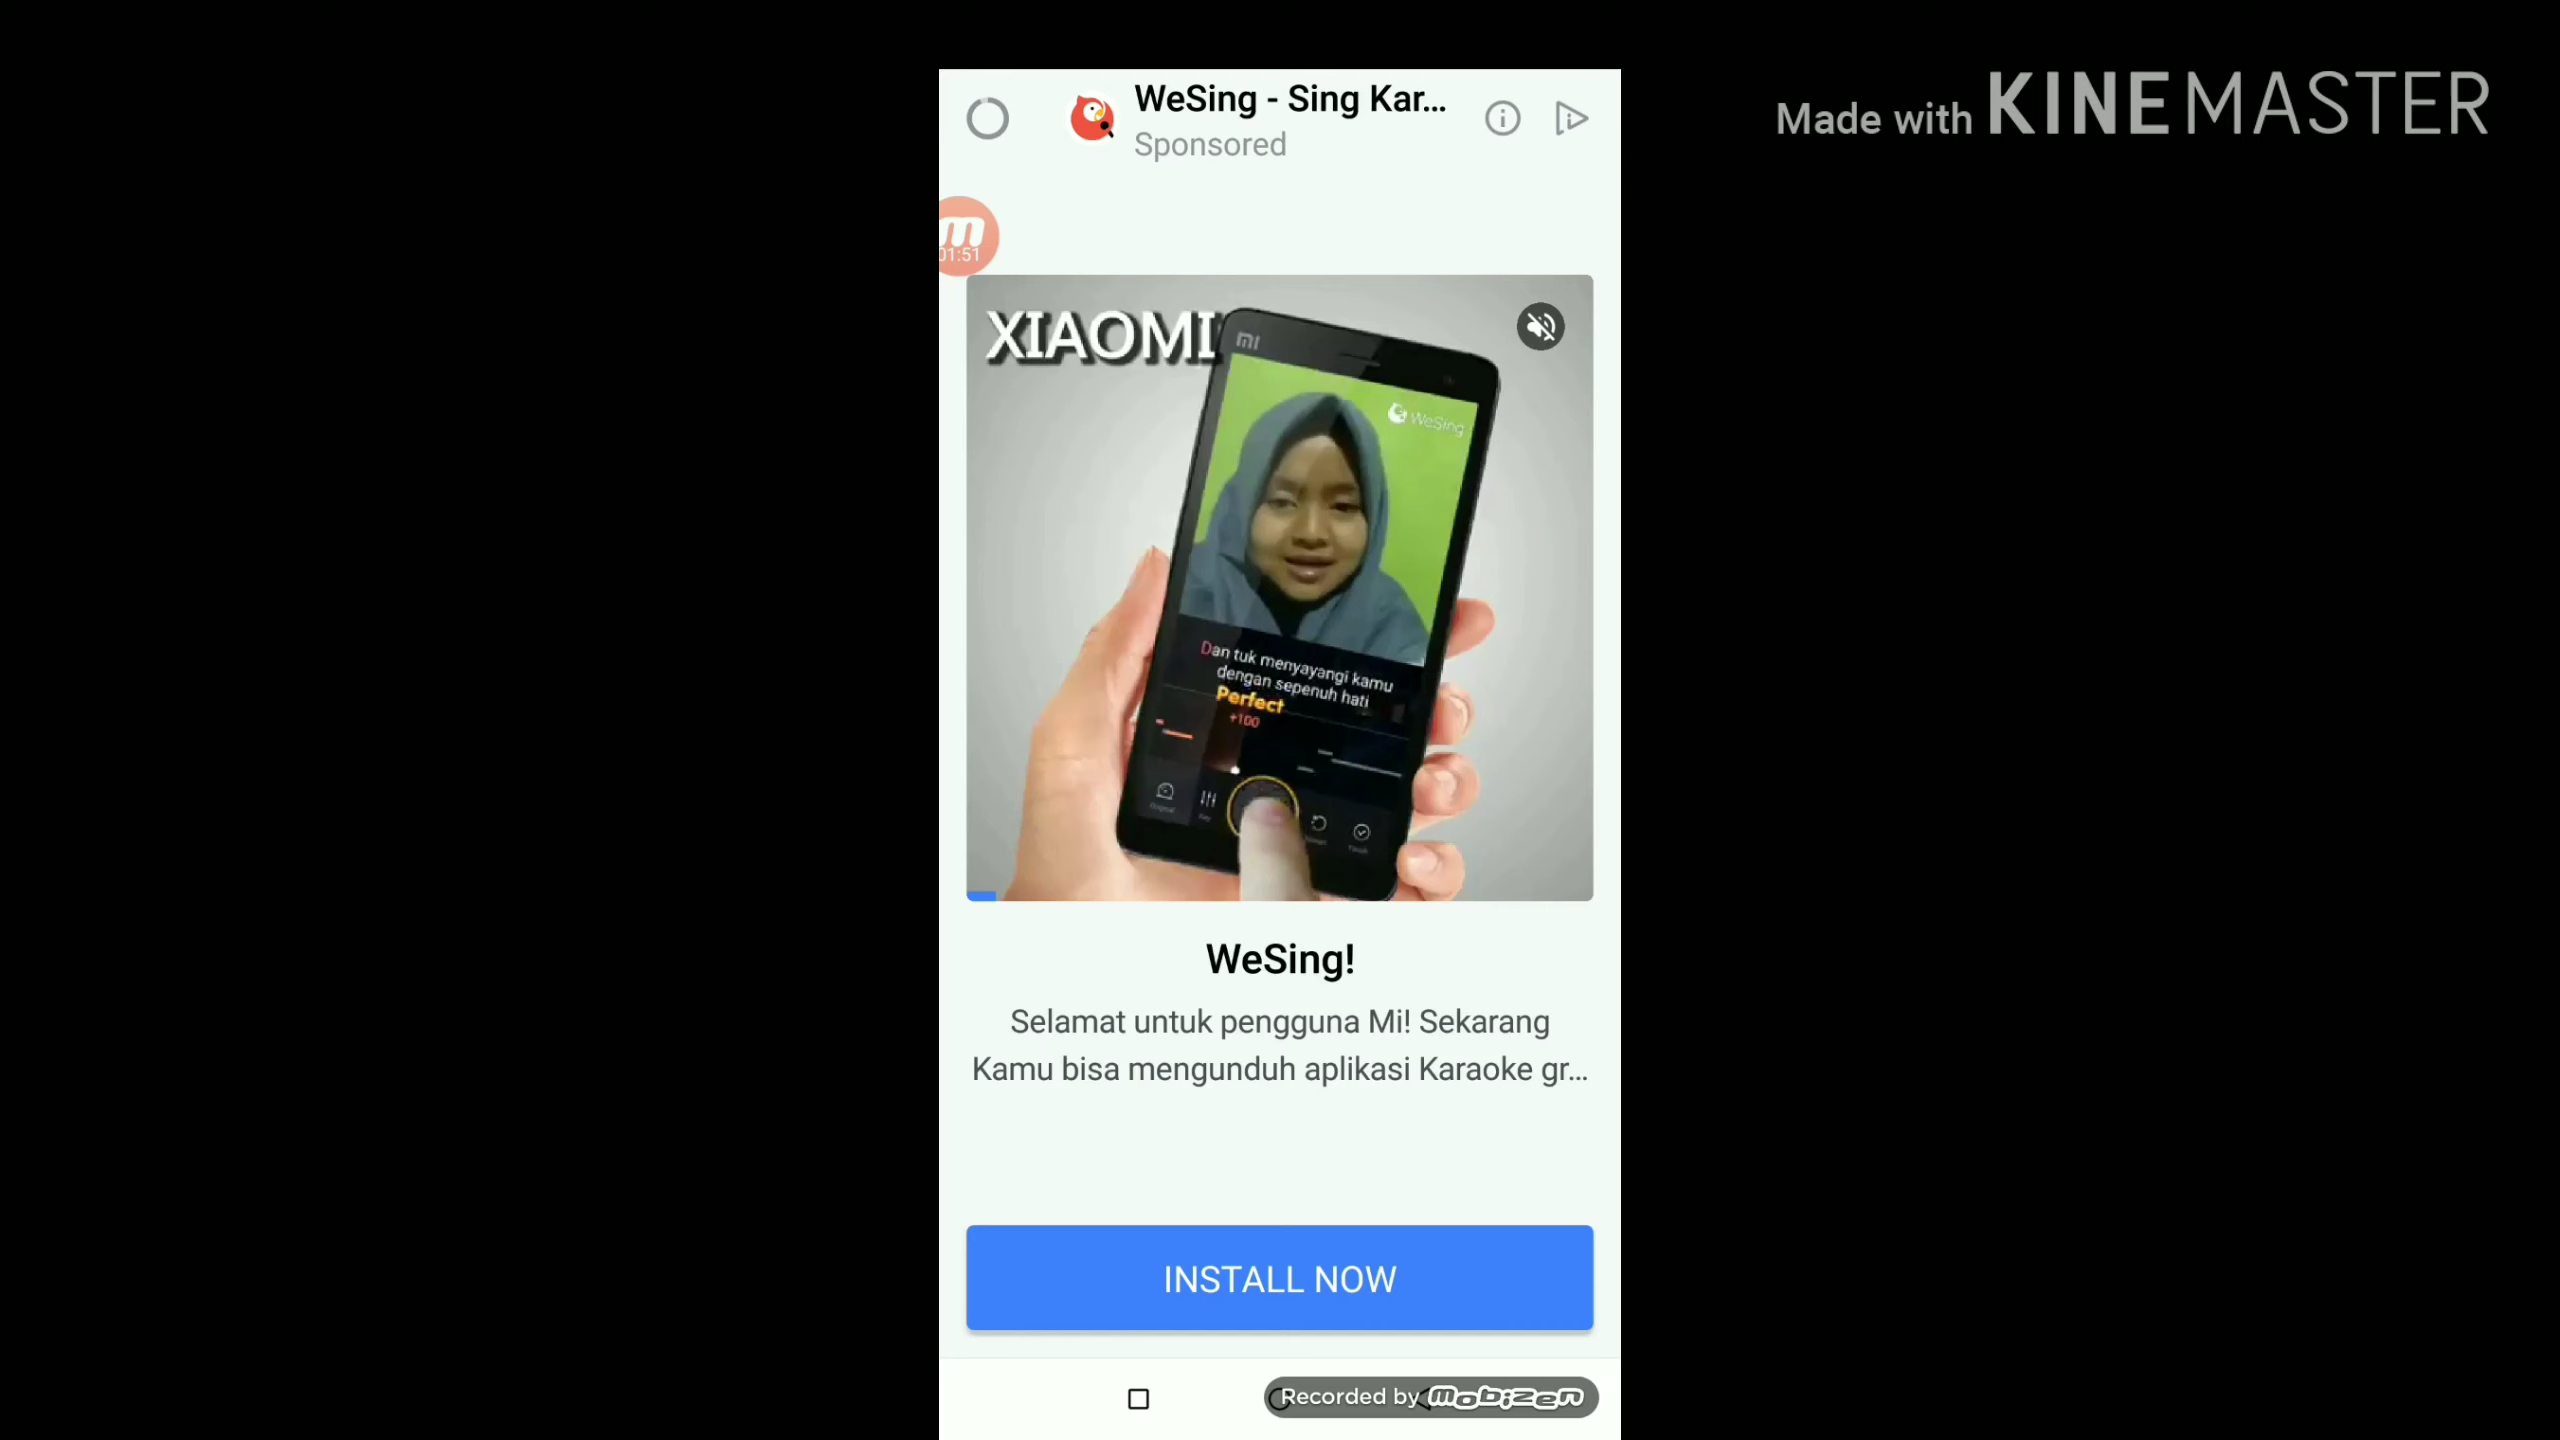 WeSing - Sing Kar...
Sponsored
Made with KINEMASTER
01:51
XIAOMI
mi
WeSing
Dan tuk menyayangi kamu
dengan sepenuh hati
Perfect
+100
WeSing!
Selamat untuk pengguna Mi! Sekarang
Kamu bisa mengunduh aplikasi Karaoke gr...
INSTALL NOW
Recorded by mobizen